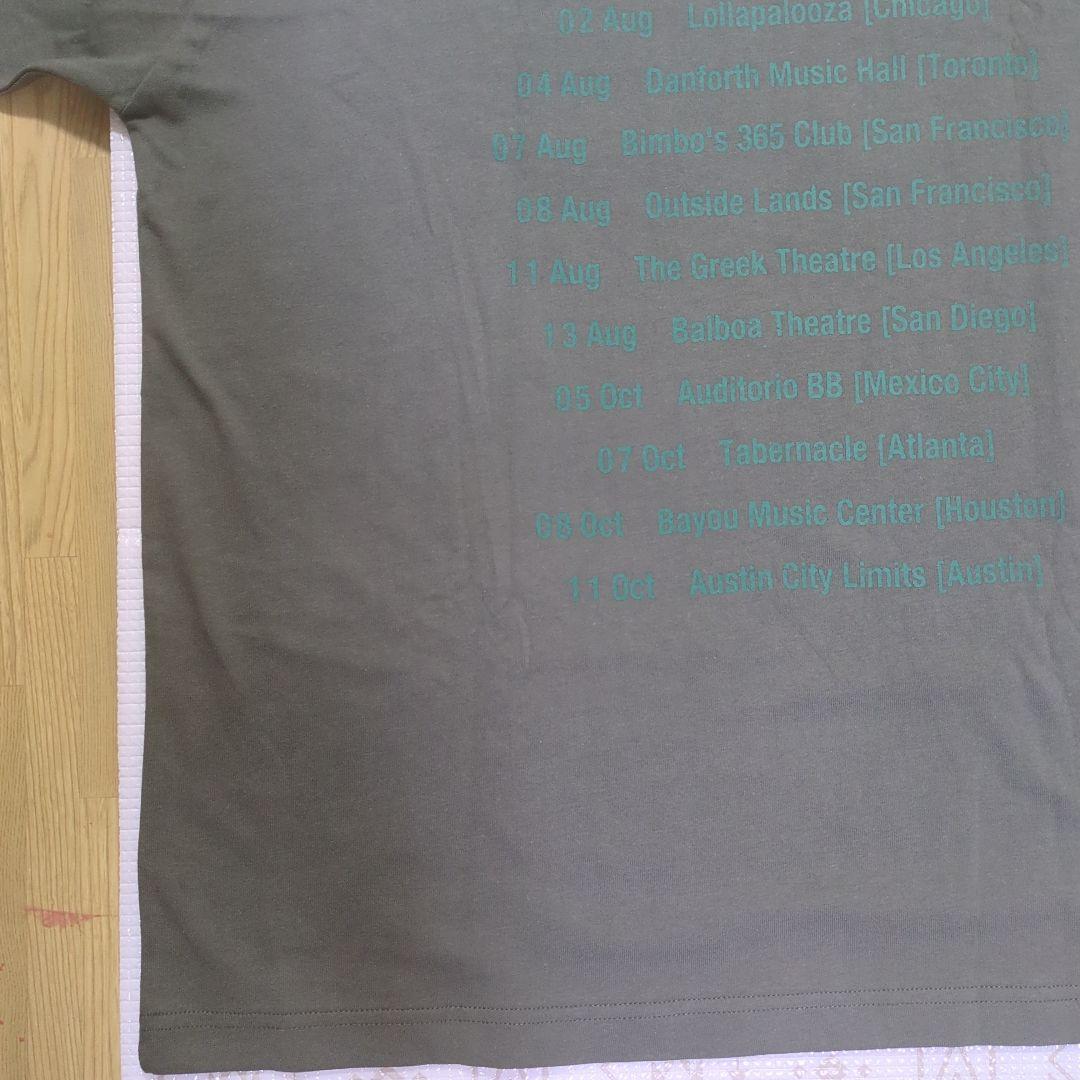 02 Aug Lollapalooza [Chicago]
04 Aug Danforth Music Hall [Toronto]
07 Aug Bimbo's 365 Club [San Francisco]
08 Aug Outside Lands [San Francisco]
11 Aug The Greek Theatre [Los Angeles]
13 Aug Balboa Theatre [San Diego]
05 Oct Auditorio BB [Mexico City]
07 Oct Tabernacle [Atlanta]
08 Oct Bayou Music Center [Houston]
11 Oct Austin City Limits [Austin]